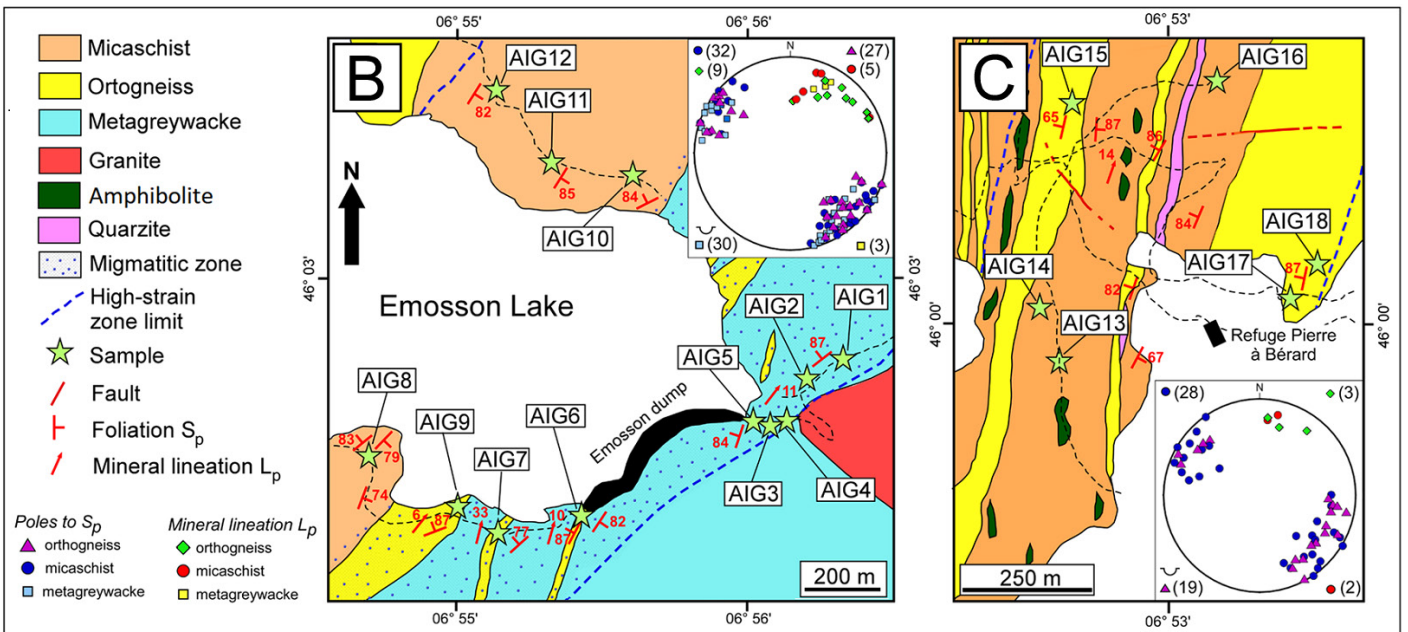 Micaschist
Ortogneiss
Metagreywacke
Granite
Amphibolite
Quarzite
Migmatitic zone
High-strain
zone limit
Sample
Fault
Foliation Sp
Mineral lineation Lp
Poles to Sp
orthogneiss
micaschist
metagreywacke
Mineral lineation Lp
orthogneiss
micaschist
metagreywacke
06° 55'
06° 56'
B
AIG12
82
AIG11
85
84
AIG10
N
N
(32)
(27)
(9)
(5)
(30)
(3)
46° 03'
46° 03'
Emosson Lake
AIG2
AIG1
87
AIG5
11
84
Emosson dump
AIG3
AIG4
AIG8
83
79
74
AIG9
AIG7
AIG6
6
87
33
77
10
87
82
200 m
06° 55'
06° 56'
06° 53'
C
AIG15
AIG16
65
87
86
14
84
AIG18
AIG17
87
AIG14
82
AIG13
67
46° 00'
46° 00'
Refuge Pierre
à Bérard
N
(28)
(3)
(19)
(2)
250 m
06° 53'